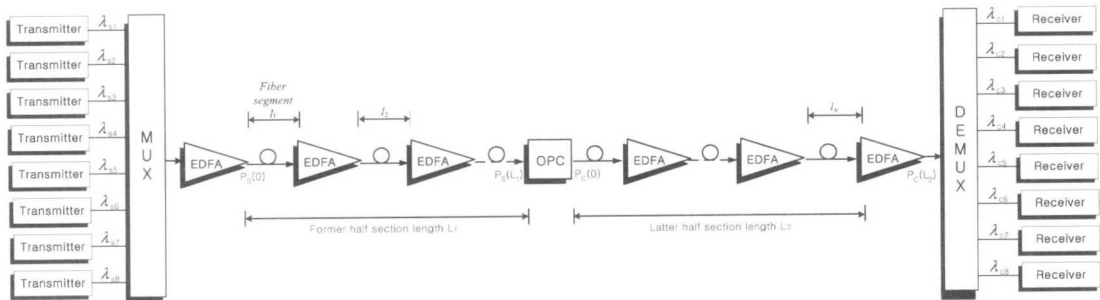 Transmitter λs1
Transmitter λs2
Transmitter λs3
Transmitter λs4
Transmitter λs5
Transmitter λs6
Transmitter λs7
Transmitter λs8
MUX
EDFA
PS(0)
Fiber
segment
l1
EDFA
l2
EDFA
PS(L1)
OPC
PC(0)
EDFA
EDFA
lN
EDFA
PC(L2)
Former half section length L1
Latter half section length L2
DEMUX
λc1 Receiver
λc2 Receiver
λc3 Receiver
λc4 Receiver
λc5 Receiver
λc6 Receiver
λc7 Receiver
λc8 Receiver